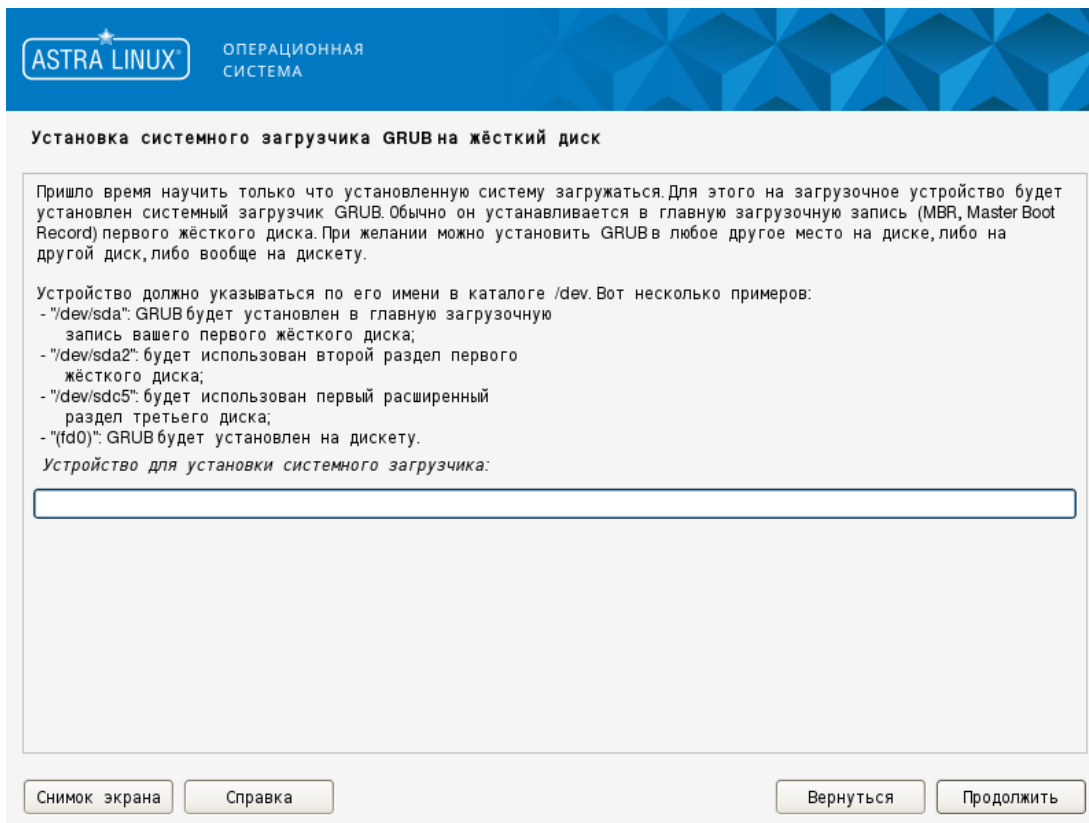 ASTRA LINUX®
ОПЕРАЦИОННАЯ
СИСТЕМА
Установка системного загрузчика GRUB на жёсткий диск
Пришло время научить только что установленную систему загружаться. Для этого на загрузочное устройство будет
установлен системный загрузчик GRUB. Обычно он устанавливается в главную загрузочную запись (MBR, Master Boot
Record) первого жёсткого диска. При желании можно установить GRUB в любое другое место на диске, либо на
другой диск, либо вообще на дискету.
Устройство должно указываться по его имени в каталоге /dev. Вот несколько примеров:
- "/dev/sda": GRUB будет установлен в главную загрузочную
запись вашего первого жёсткого диска;
- "/dev/sda2": будет использован второй раздел первого
жёсткого диска;
- "/dev/sdc5": будет использован первый расширенный
раздел третьего диска;
- "(fd0)": GRUB будет установлен на дискету.
Устройство для установки системного загрузчика:
Снимок экрана Справка Вернуться Продолжить